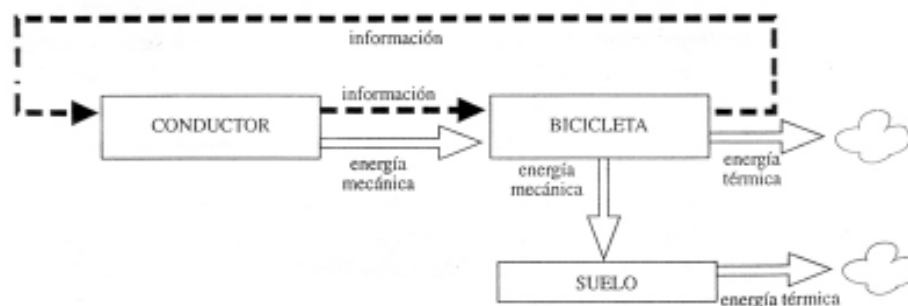 información
información
CONDUCTOR
BICICLETA
energía
mecánica
energía
mecánica
energía
térmica
SUELO
energía térmica